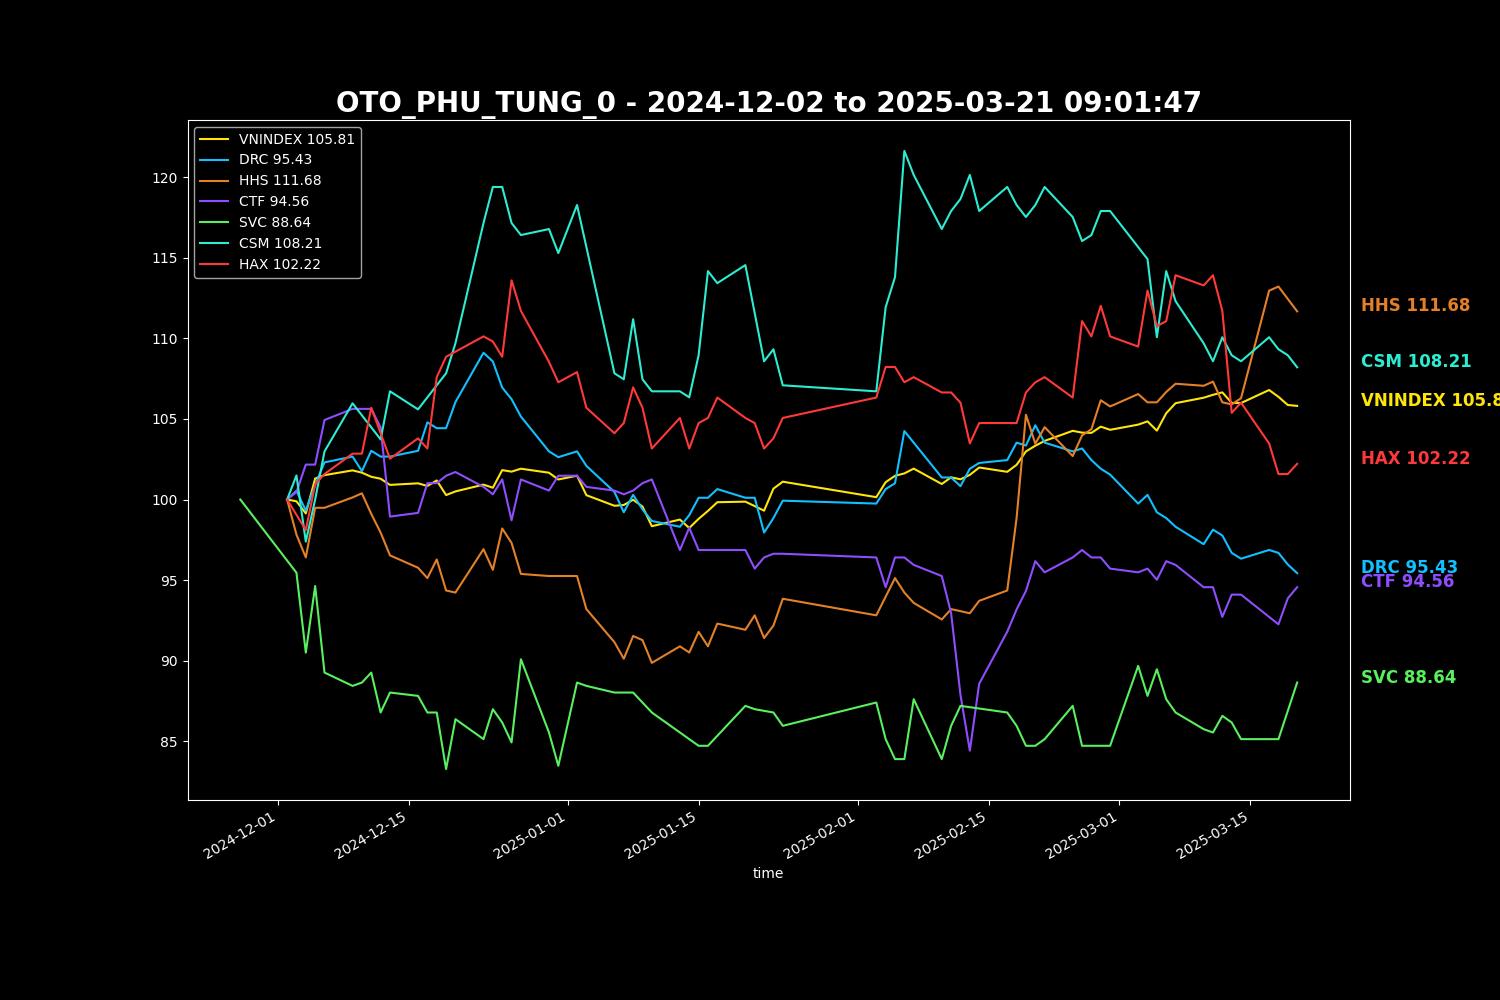 OTO_PHU_TUNG_0 - 2024-12-02 to 2025-03-21 09:01:47
VNINDEX 105.81
DRC 95.43
HHS 111.68
CTF 94.56
SVC 88.64
CSM 108.21
HAX 102.22
120
115
110
105
100
95
90
85
HHS 111.68
CSM 108.21
VNINDEX 105.8
HAX 102.22
DRC 95.43
CTF 94.56
SVC 88.64
2024-12-01
2024-12-15
2025-01-01
2025-01-15
2025-02-01
2025-02-15
2025-03-01
2025-03-15
time